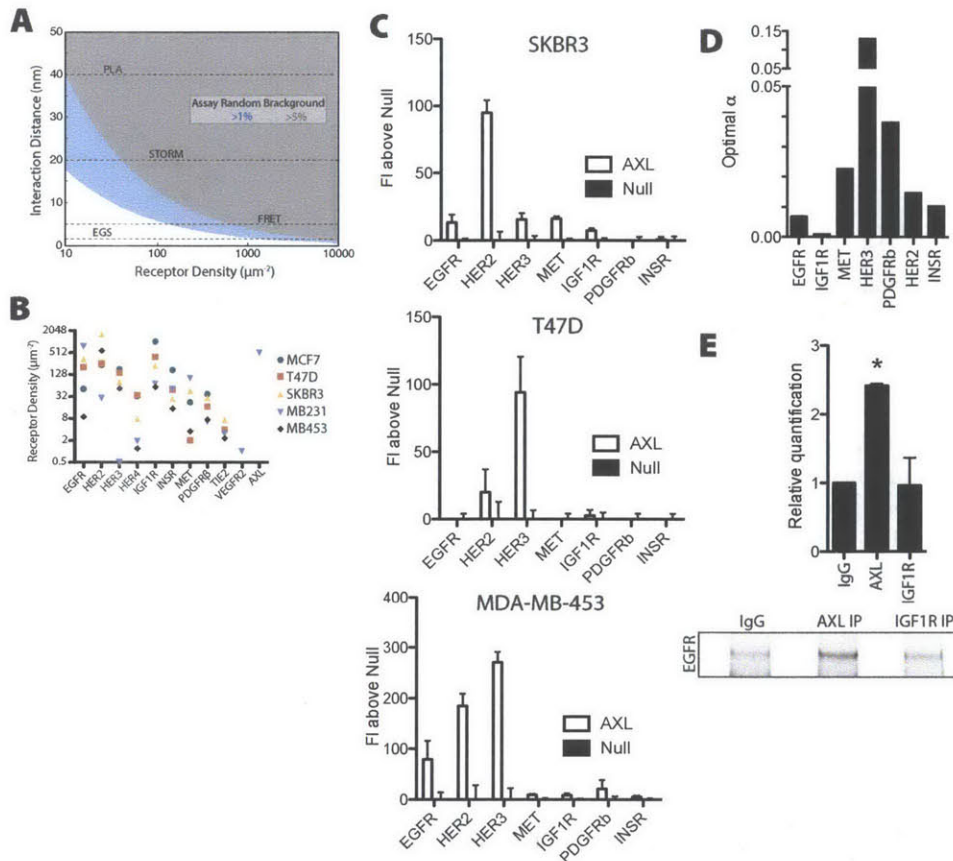 A
Interaction Distance (nm)
50
40
30
20
10
0
PLA
Assay Random Brackground
>1% >5%
STORM
FRET
EGS
10 100 1000 10000
Receptor Density (µm⁻²)
B
Receptor Density (µm⁻²)
2048
512
128
32
8
2
0.5
MCF7
T47D
SKBR3
MB231
MB453
EGFR HER2 HER3 HER4 IGF1R INSR MET PDGFRb TIE2 VEGFR2 AXL
C
SKBR3
FI above Null
150
100
50
0
AXL
Null
EGFR HER2 HER3 MET IGF1R PDGFRb INSR
T47D
FI above Null
150
100
50
0
AXL
Null
EGFR HER2 HER3 MET IGF1R PDGFRb INSR
MDA-MB-453
FI above Null
400
300
200
100
0
AXL
Null
EGFR HER2 HER3 MET IGF1R PDGFRb INSR
D
Optimal α
0.15
0.05
0.05
0.00
EGFR IGF1R MET HER3 PDGFRb HER2 INSR
E
Relative quantification
3
2
1
0
*
IgG AXL IGF1R
IgG AXL IP IGF1R IP
EGFR